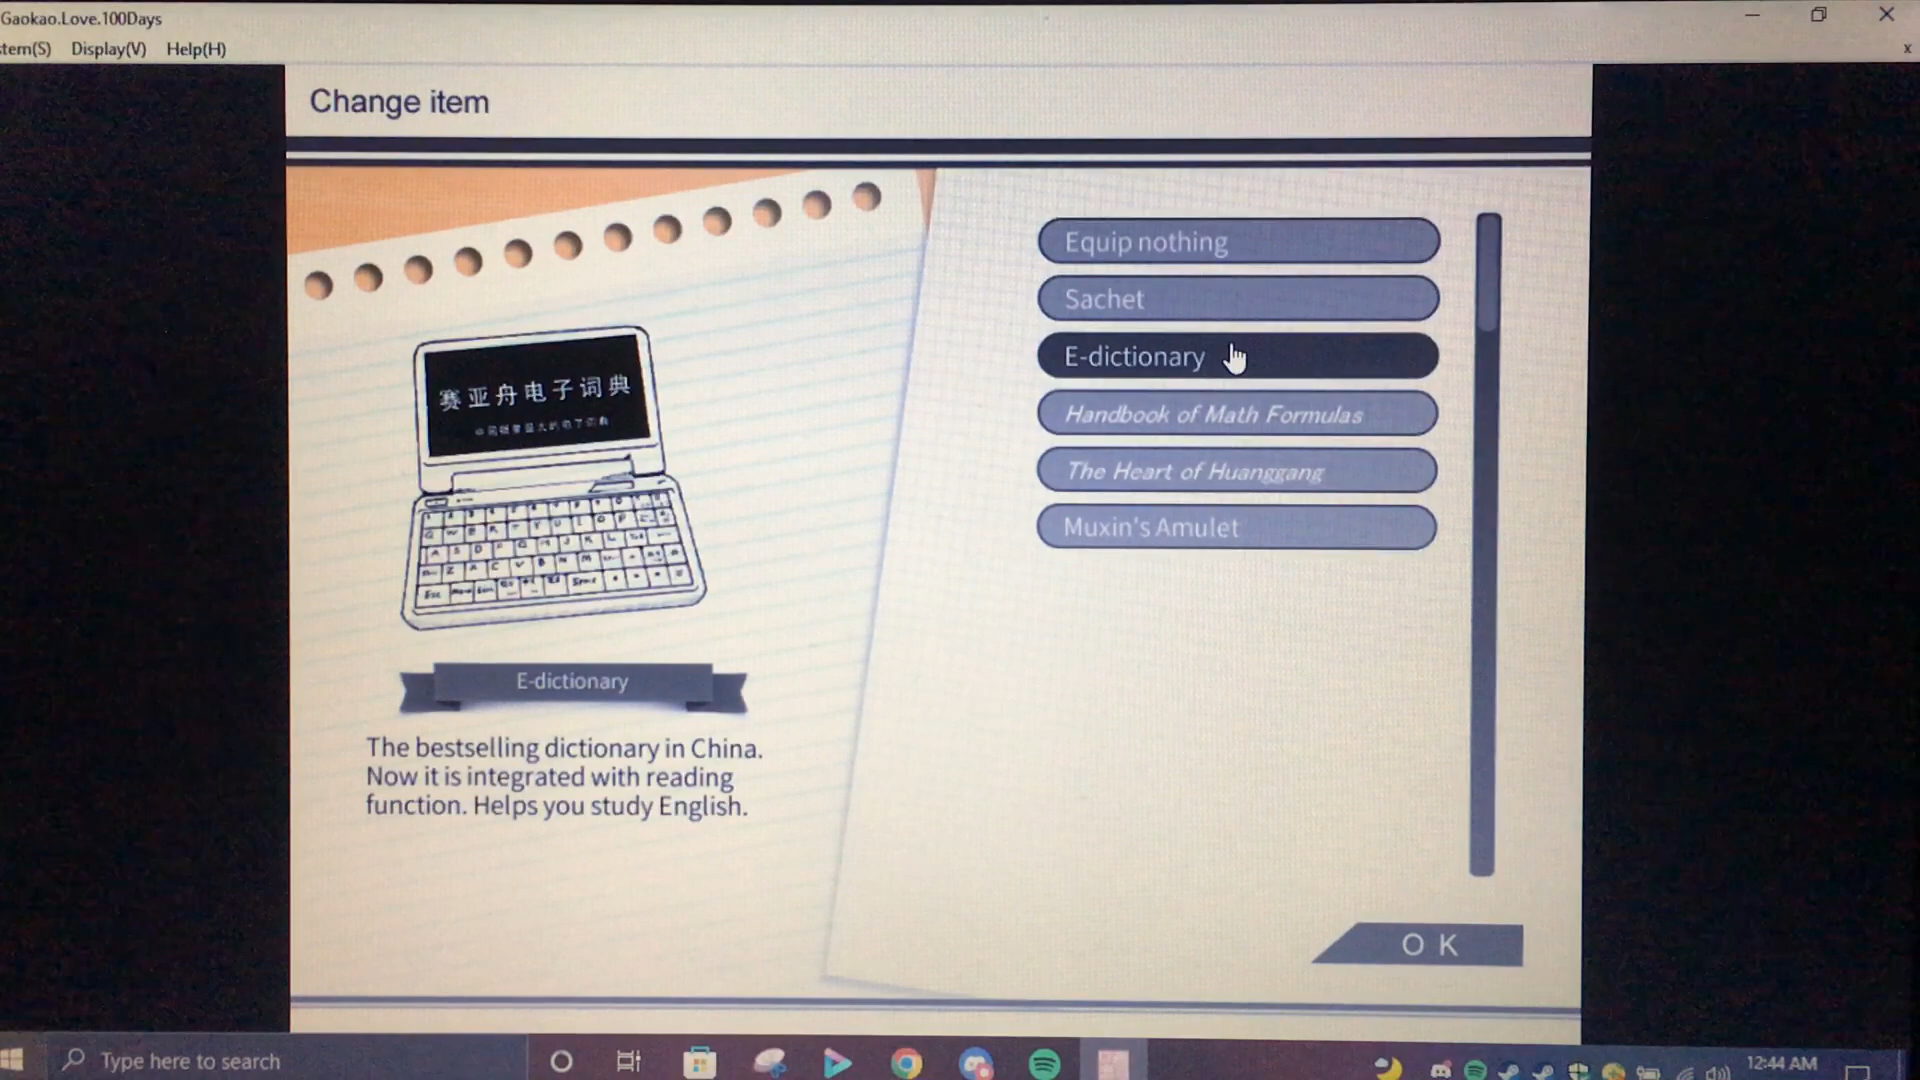 Gaokao.Love.100Days
stem(S) Display(V) Help(H)
Change item
Equip nothing
Sachet
E-dictionary
Handbook of Math Formulas
The Heart of Huanggang
Muxin's Amulet
赛亚舟电子词典
E-dictionary
The bestselling dictionary in China.
Now it is integrated with reading
function. Helps you study English.
OK
Type here to search
12:44 AM